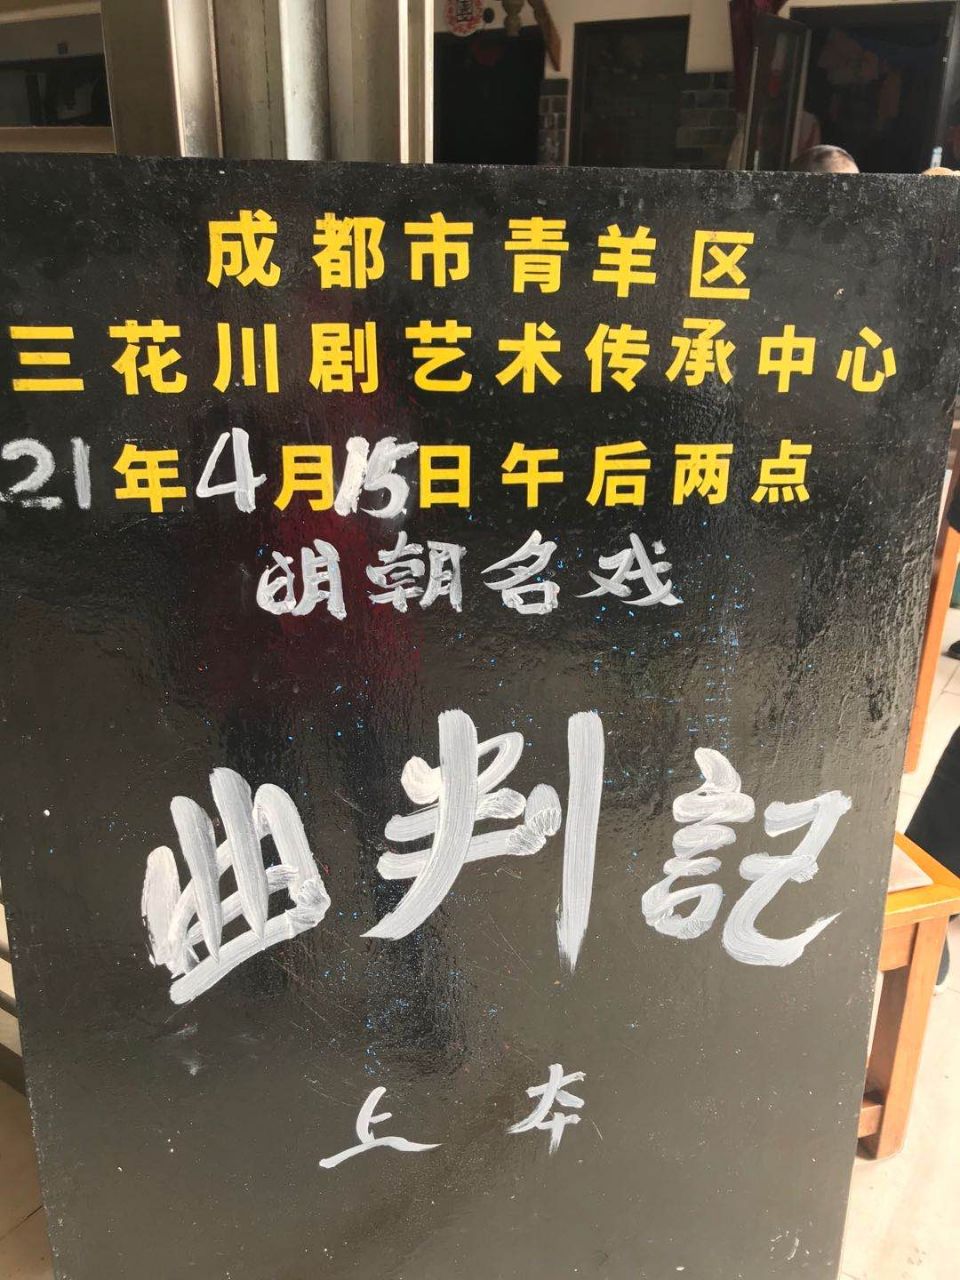 成都市青羊区
三花川剧艺术传承中心
21年4月15日午后两点
明朝名戏
曲判記
上本